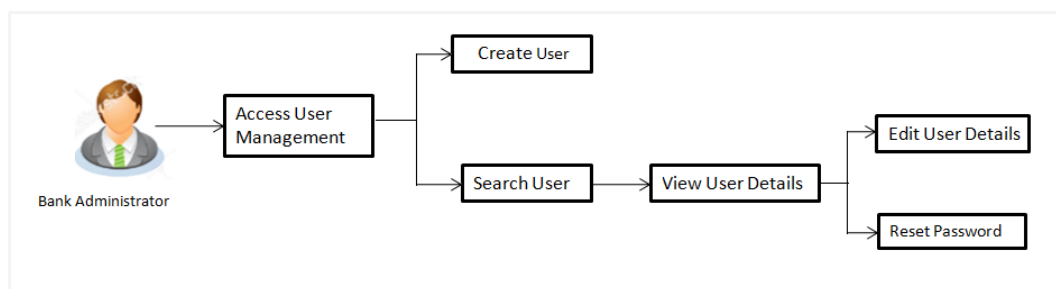 Create User
Access User
Management
Edit User Details
Search User
View User Details
Bank Administrator
Reset Password